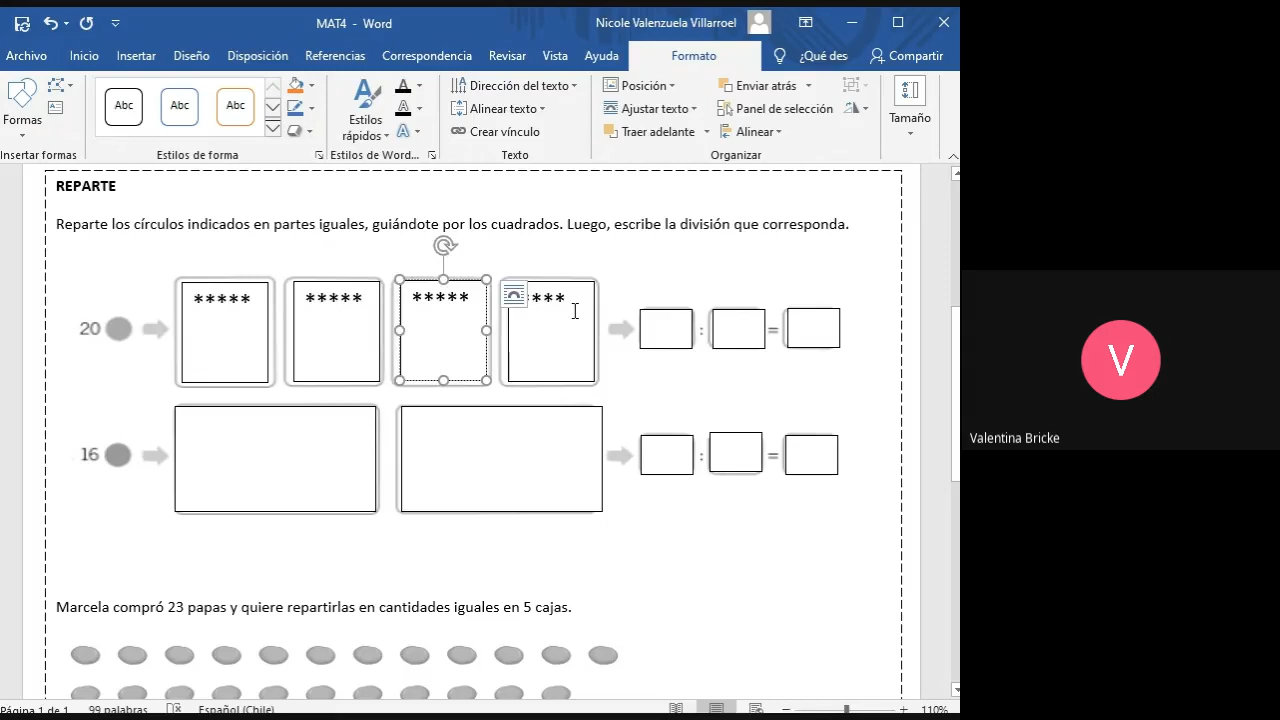 MAT4 - Word
Nicole Valenzuela Villarroel
Archivo Inicio Insertar Diseño Disposición Referencias Correspondencia Revisar Vista Ayuda Formato ¿Qué des Compartir
Formas
Abc Abc Abc
Estilos rápidos
Dirección del texto
Alinear texto
Crear vínculo
Posición
Ajustar texto
Traer adelante
Enviar atrás
Panel de selección
Alinear
Tamaño
Insertar formas Estilos de forma Estilos de Word... Texto Organizar
REPARTE
Reparte los círculos indicados en partes iguales, guiándote por los cuadrados. Luego, escribe la división que corresponda.
20 ***** ***** ***** **** : =
16 : =
Marcela compró 23 papas y quiere repartirlas en cantidades iguales en 5 cajas.
Página 1 de 1 99 palabras Español (Chile) 110%
V
Valentina Bricke